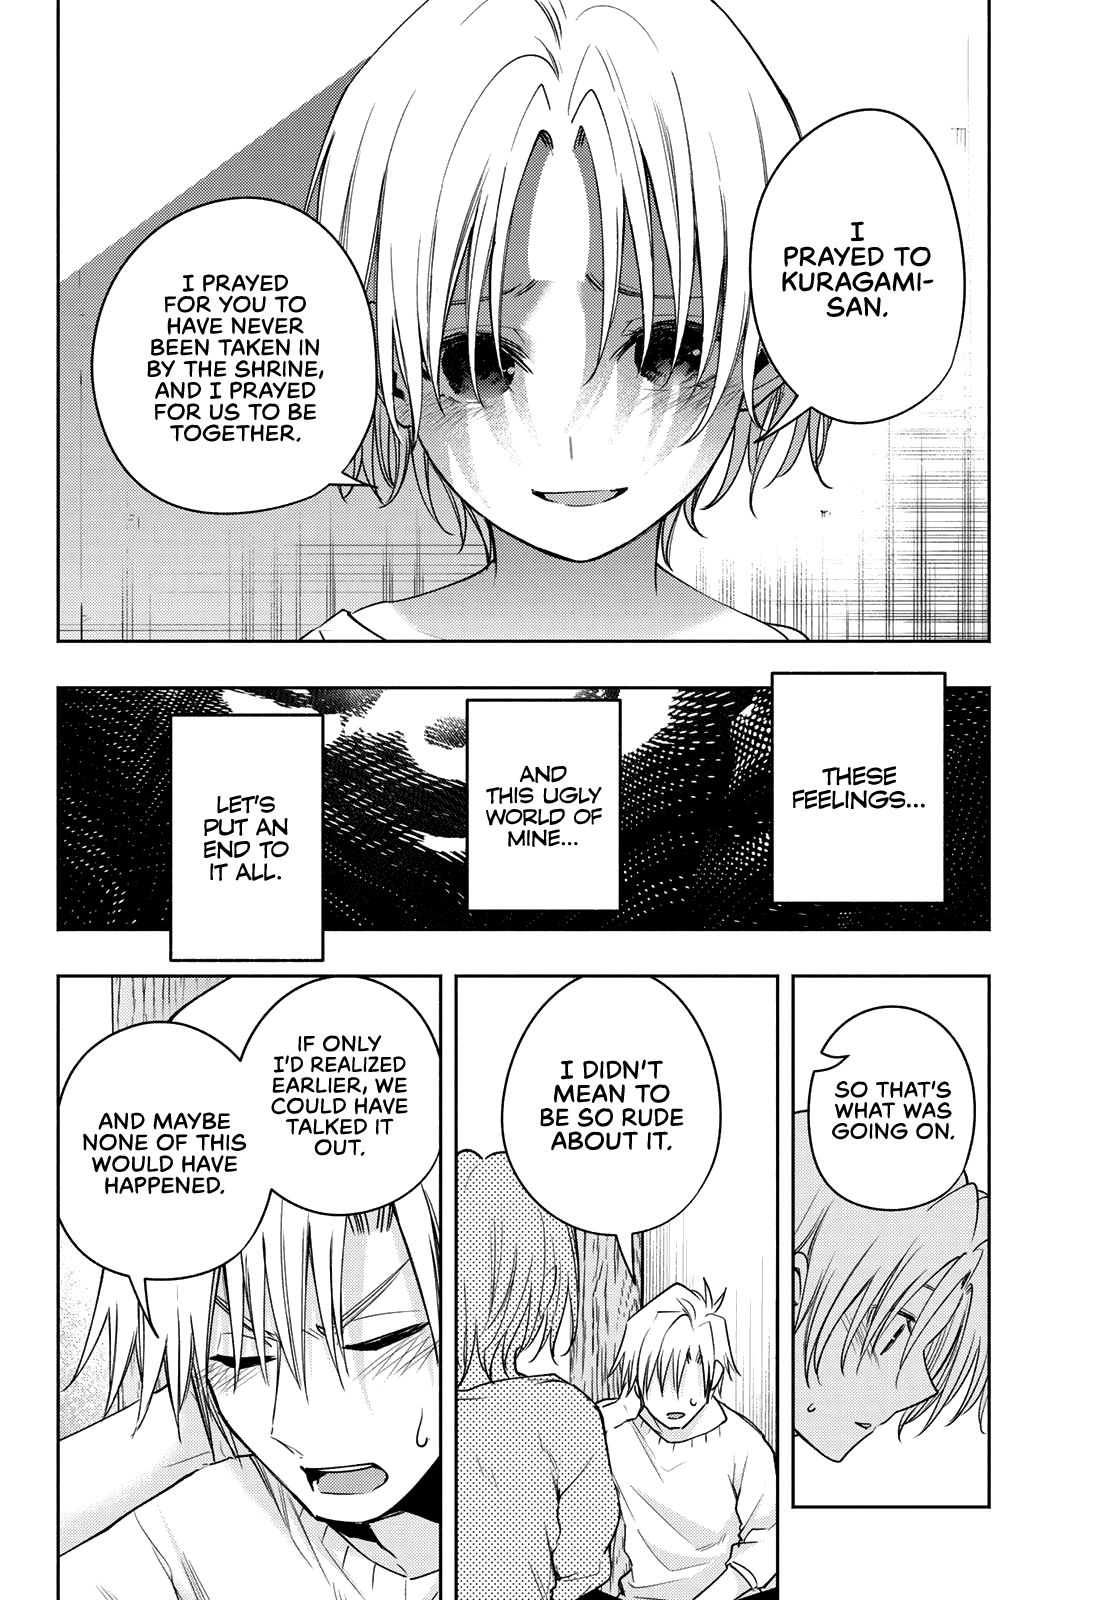 I
PRAYED TO
KURAGAMI-
SAN.
I PRAYED
FOR YOU TO
HAVE NEVER
BEEN TAKEN IN
BY THE SHRINE,
AND I PRAYED
FOR US TO BE
TOGETHER.
THESE
FEELINGS...
AND
THIS UGLY
WORLD OF
MINE...
LET'S
PUT AN
END TO
IT ALL.
SO THAT'S
WHAT WAS
GOING ON.
I DIDN'T
MEAN TO
BE SO RUDE
ABOUT IT.
IF ONLY
I'D REALIZED
EARLIER, WE
COULD HAVE
TALKED IT
OUT.
AND MAYBE
NONE OF THIS
WOULD HAVE
HAPPENED.